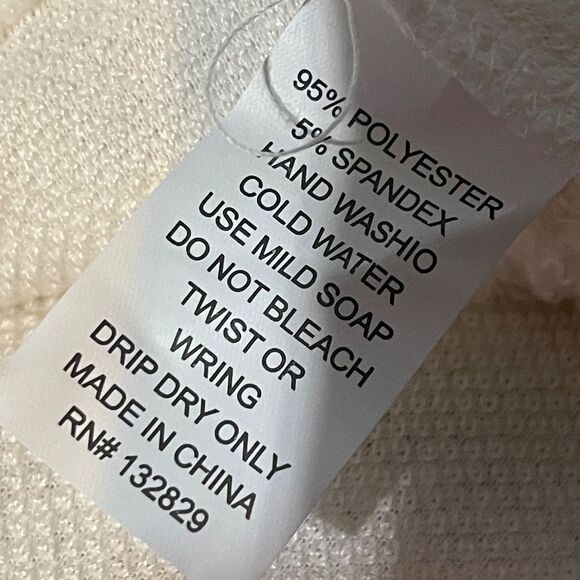 95% POLYESTER
5% SPANDEX
HAND WASHIO
COLD WATER
USE MILD SOAP
DO NOT BLEACH
TWIST OR
WRING
DRIP DRY ONLY
MADE IN CHINA
RN# 132829